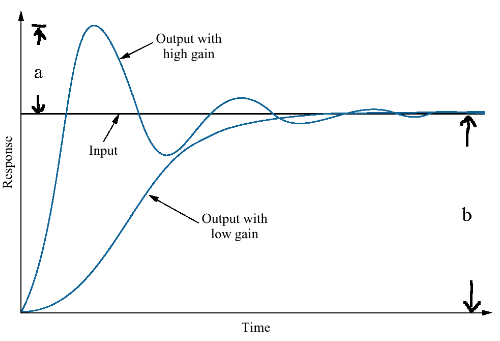 Output with
high gain
a
Input
Response
Output with
low gain
b
Time